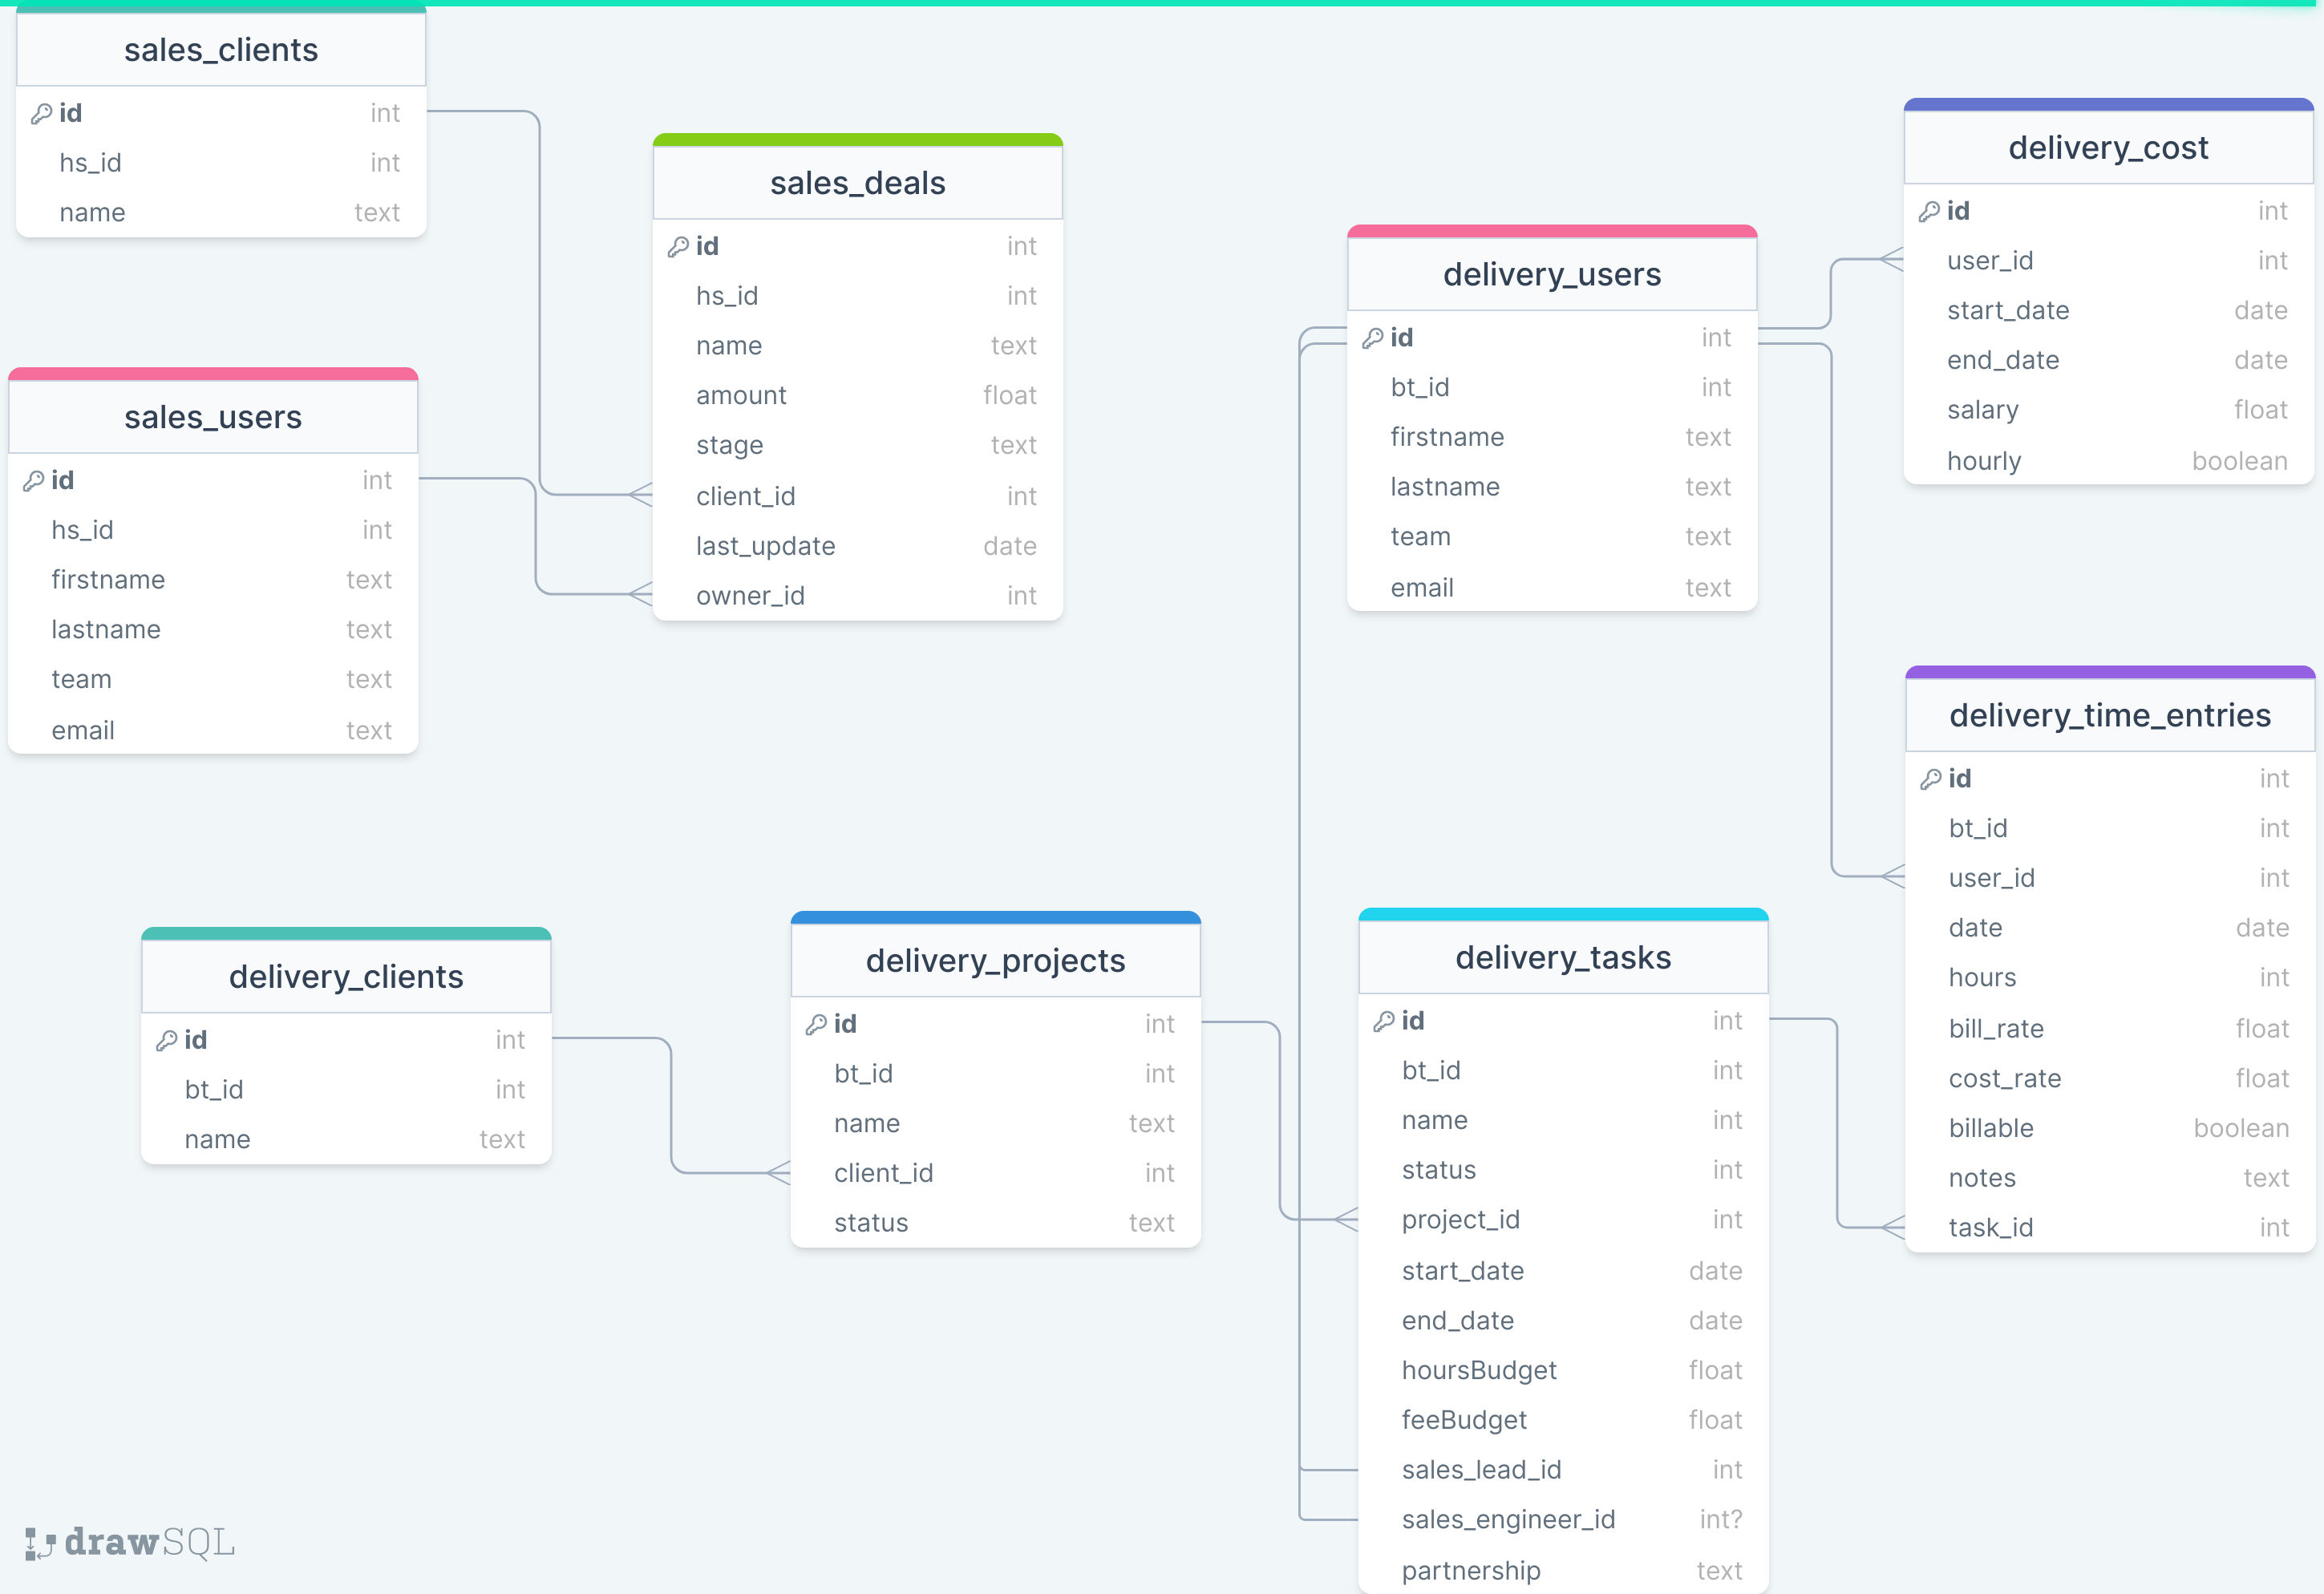 sales_clients
id int
hs_id int
name text
sales_users
id int
hs_id int
firstname text
lastname text
team text
email text
sales_deals
id int
hs_id int
name text
amount float
stage text
client_id int
last_update date
owner_id int
delivery_users
id int
bt_id int
firstname text
lastname text
team text
email text
delivery_cost
id int
user_id int
start_date date
end_date date
salary float
hourly boolean
delivery_time_entries
id int
bt_id int
user_id int
date date
hours int
bill_rate float
cost_rate float
billable boolean
notes text
task_id int
delivery_clients
id int
bt_id int
name text
delivery_projects
id int
bt_id int
name text
client_id int
status text
delivery_tasks
id int
bt_id int
name int
status int
project_id int
start_date date
end_date date
hoursBudget float
feeBudget float
sales_lead_id int
sales_engineer_id int?
partnership text
drawSQL